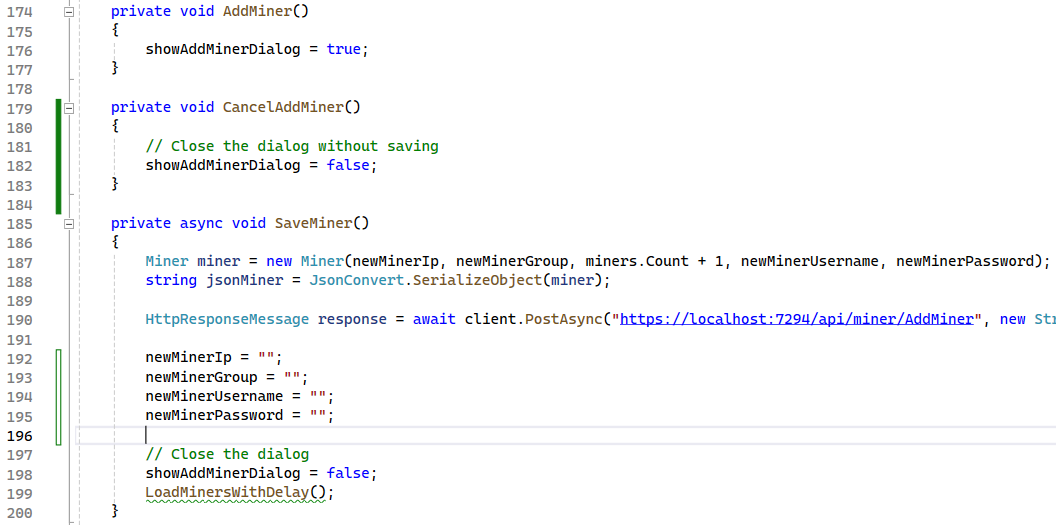 174 private void AddMiner()
175 {
176 showAddMinerDialog = true;
177 }
178
179 private void CancelAddMiner()
180 {
181 // Close the dialog without saving
182 showAddMinerDialog = false;
183 }
184
185 private async void SaveMiner()
186 {
187 Miner miner = new Miner(newMinerIp, newMinerGroup, miners.Count + 1, newMinerUsername, newMinerPassword);
188 string jsonMiner = JsonConvert.SerializeObject(miner);
189
190 HttpResponseMessage response = await client.PostAsync("https://localhost:7294/api/miner/AddMiner", new Str
191
192 newMinerIp = "";
193 newMinerGroup = "";
194 newMinerUsername = "";
195 newMinerPassword = "";
196
197 // Close the dialog
198 showAddMinerDialog = false;
199 LoadMinersWithDelay();
200 }